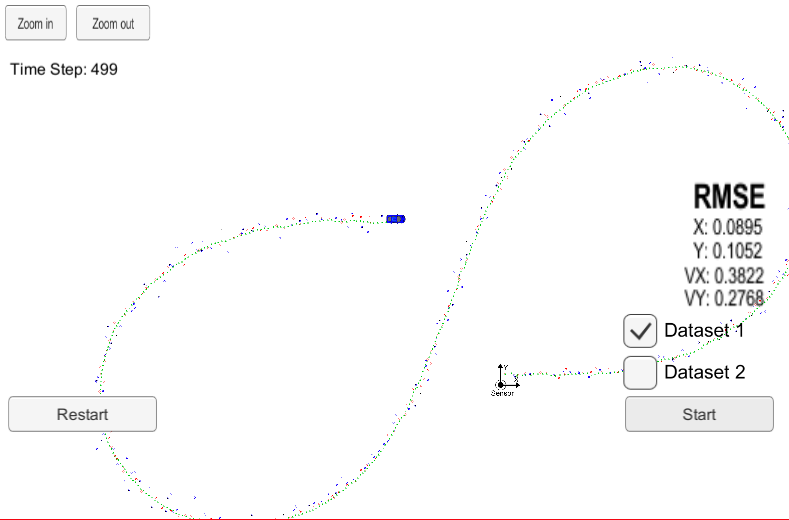 Zoom in
Zoom out
Time Step: 499
RMSE
X: 0.0895
Y: 0.1052
VX: 0.3822
VY: 0.2768
Dataset 1
Dataset 2
Y
X
Sensor
Restart
Start